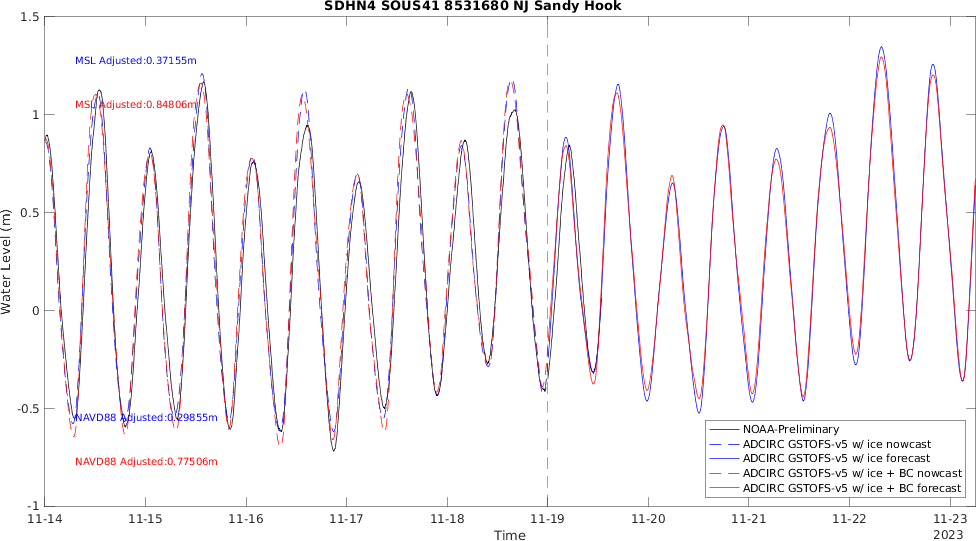 SDHN4 SOUS41 8531680 NJ Sandy Hook
1.5
1
0.5
0
-0.5
-1
Water Level (m)
MSL Adjusted:0.37155m
MSL Adjusted:0.84806m
NAVD88 Adjusted:0.29855m
NAVD88 Adjusted:0.77506m
NOAA-Preliminary
ADCIRC GSTOFS-v5 w/ ice nowcast
ADCIRC GSTOFS-v5 w/ ice forecast
ADCIRC GSTOFS-v5 w/ ice + BC nowcast
ADCIRC GSTOFS-v5 w/ ice + BC forecast
11-14 11-15 11-16 11-17 11-18 11-19 11-20 11-21 11-22 11-23
2023
Time